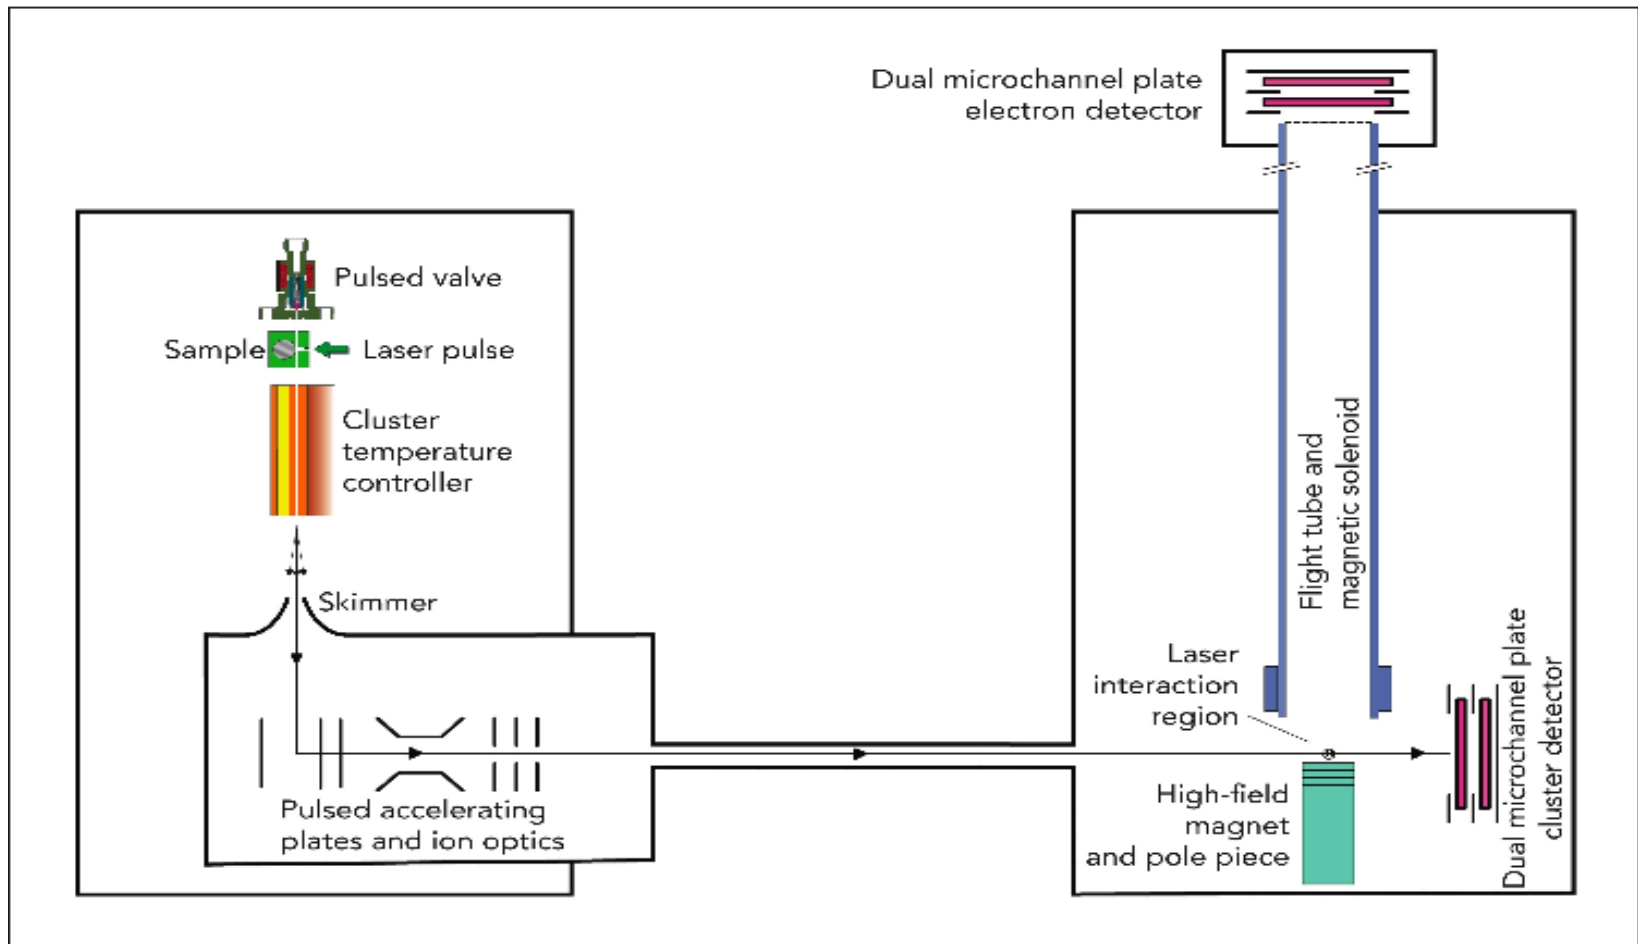 Dual microchannel plate
electron detector
Pulsed valve
Sample
Laser pulse
Cluster
temperature
controller
Skimmer
Pulsed accelerating
plates and ion optics
Flight tube and
magnetic solenoid
Laser
interaction
region
High-field
magnet
and pole piece
Dual microchannel plate
cluster detector